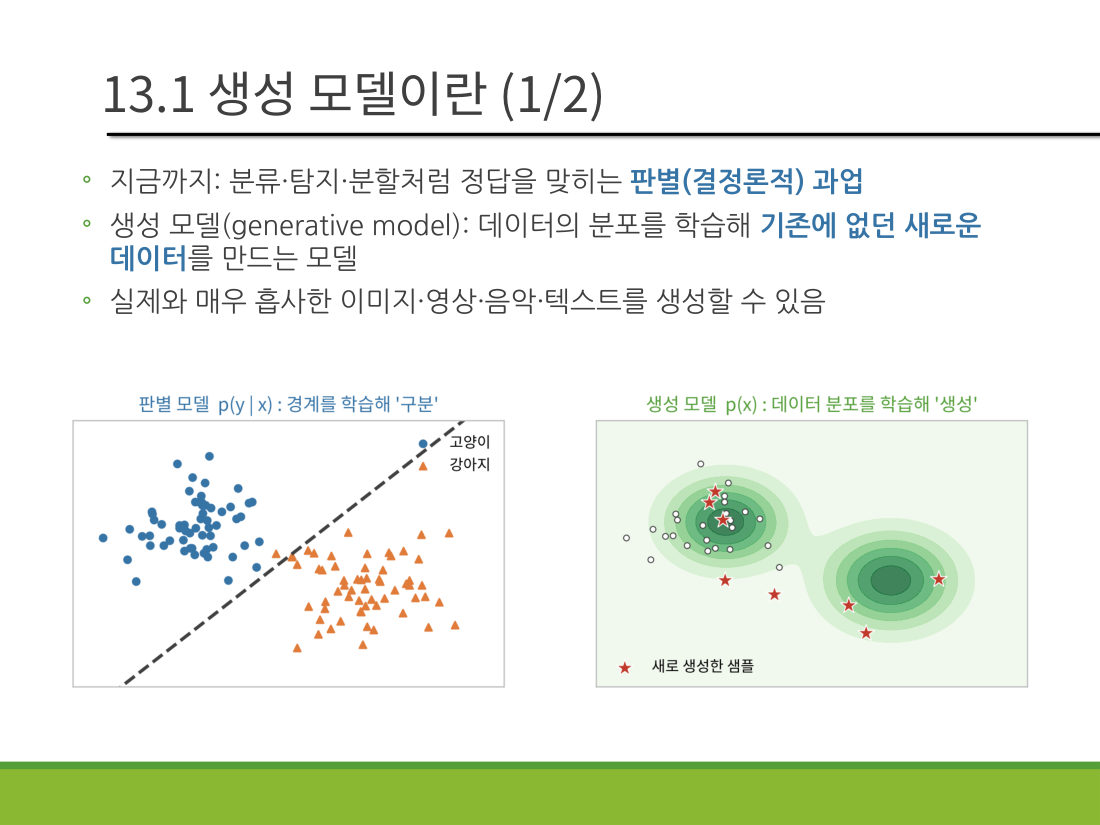 13.1 생성 모델이란 (1/2)
지금까지: 분류·탐지·분할처럼 정답을 맞히는 판별(결정론적) 과업
생성 모델(generative model): 데이터의 분포를 학습해 기존에 없던 새로운
데이터를 만드는 모델
실제와 매우 흡사한 이미지·영상·음악·텍스트를 생성할 수 있음
판별 모델 p(y | x) : 경계를 학습해 '구분'
고양이
강아지
생성 모델 p(x) : 데이터 분포를 학습해 '생성'
새로 생성한 샘플